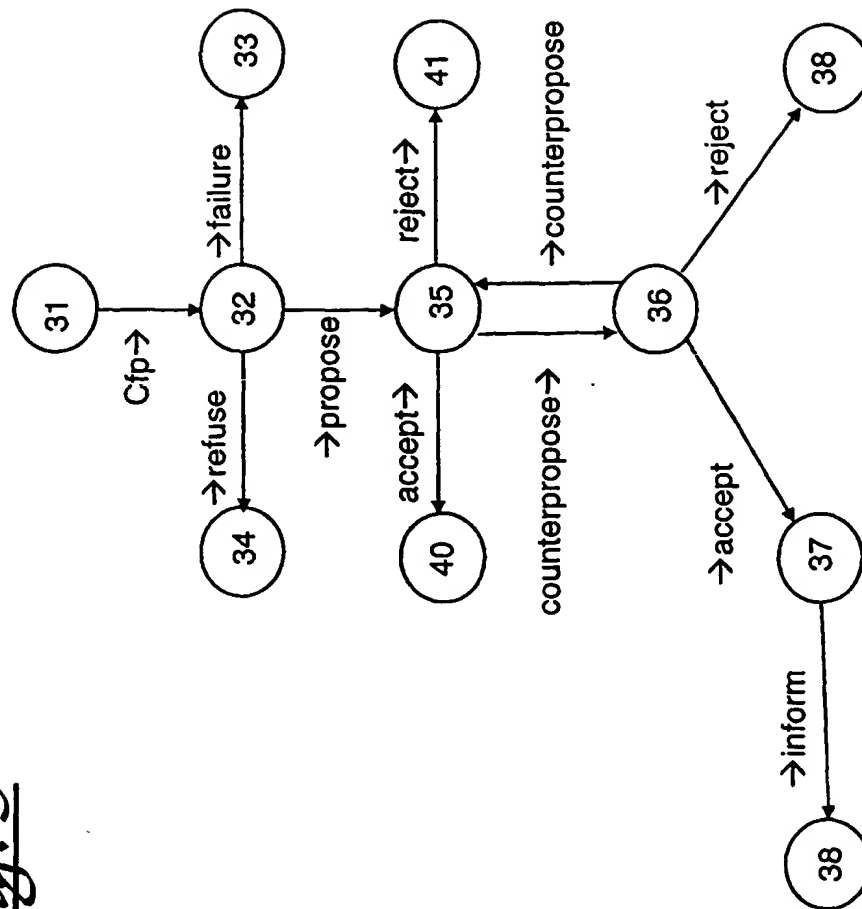 31
Cfp→
34
→refuse
32
→failure
33
→propose
40
accept→
35
reject→
41
counterpropose→
→counterpropose
36
→accept
→reject
37
38
→inform
38